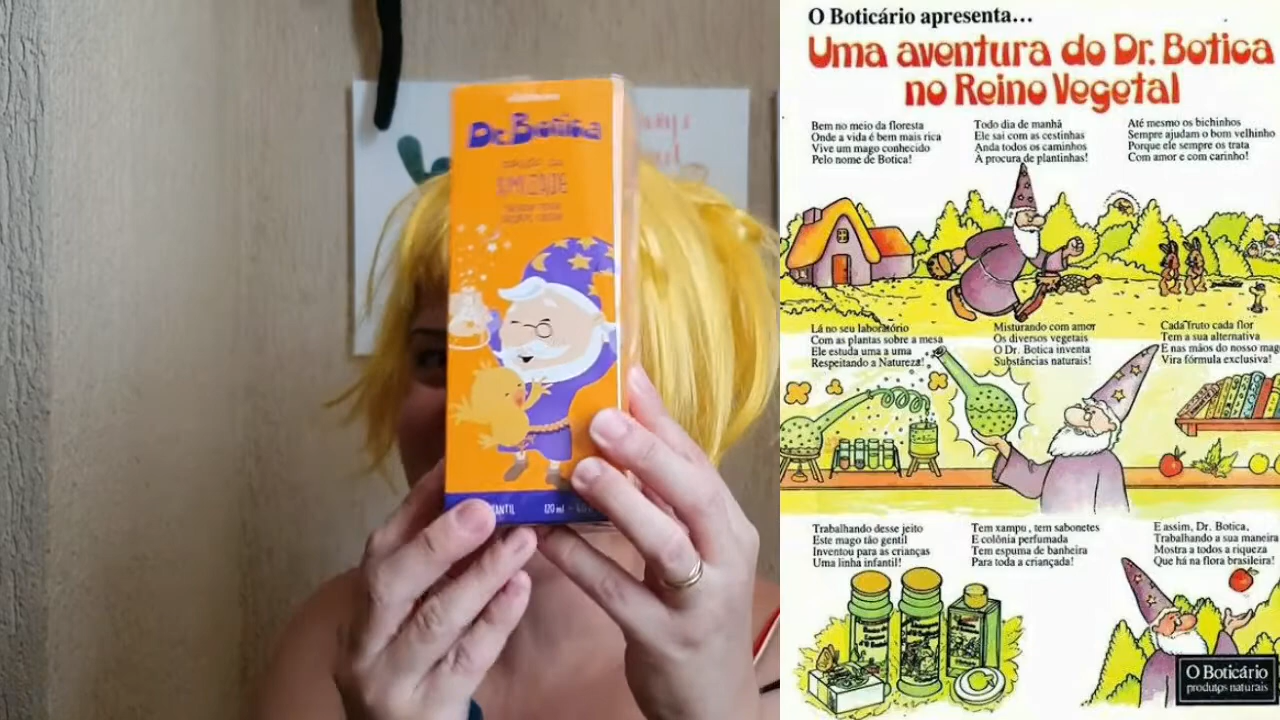 Dr. Botica
AMIZADE
120 ml
O Boticário apresenta...
Uma aventura do Dr. Botica
no Reino Vegetal
Bem no meio da floresta
Onde a vida é bem mais rica
Vive um mago conhecido
Pelo nome de Botica!
Todo dia de manhã
Ele sai com as cestinhas
Anda todos os caminhos
À procura de plantinhas!
Até mesmo os bichinhos
Sempre ajudam o bom velhinho
Porque ele sempre os trata
Com amor e com carinho!
Lá no seu laboratório
Com as plantas sobre a mesa
Ele estuda uma a uma
Respeitando a Natureza!
Misturando com amor
Os diversos vegetais
O Dr. Botica inventa
Substâncias naturais!
Cada fruto cada flor
Tem a sua alternativa
E nas mãos do nosso mag
Vira fórmula exclusiva!
Trabalhando desse jeito
Este mago tão gentil
Inventou para as crianças
Uma linha infantil!
Tem xampu, tem sabonetes
E colônia perfumada
Tem espuma de banheira
Para toda a criançada!
E assim, Dr. Botica,
Trabalhando a sua maneira
Mostra a todos a riqueza
Que há na flora brasileira!
O Boticário
produtos naturais